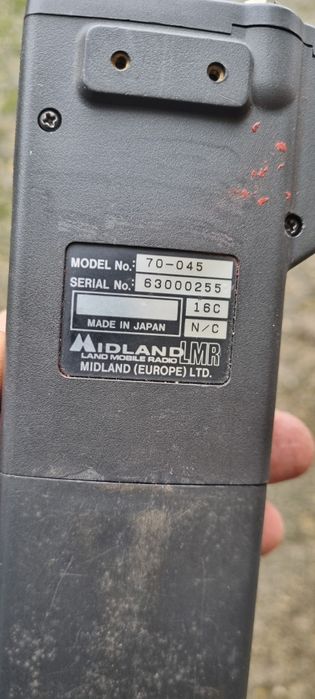 MODEL No.: 70-045
SERIAL No.: 63000255
16C
MADE IN JAPAN N/C
MIDLAND LMR
LAND MOBILE RADIO
MIDLAND (EUROPE) LTD.